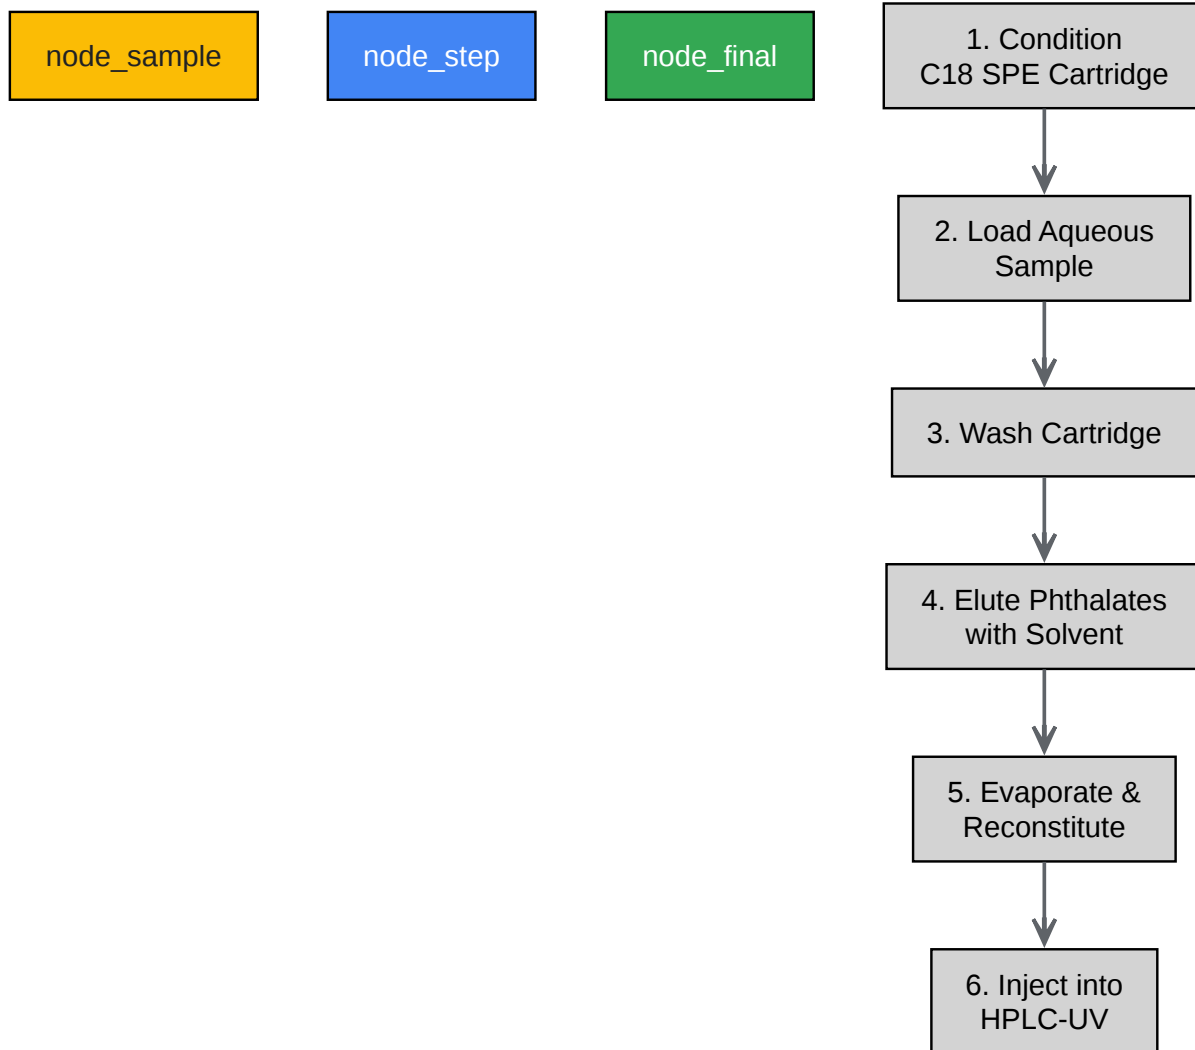 node_sample
node_step
node_final
1. Condition
C18 SPE Cartridge
2. Load Aqueous
Sample
3. Wash Cartridge
4. Elute Phthalates
with Solvent
5. Evaporate &
Reconstitute
6. Inject into
HPLC-UV